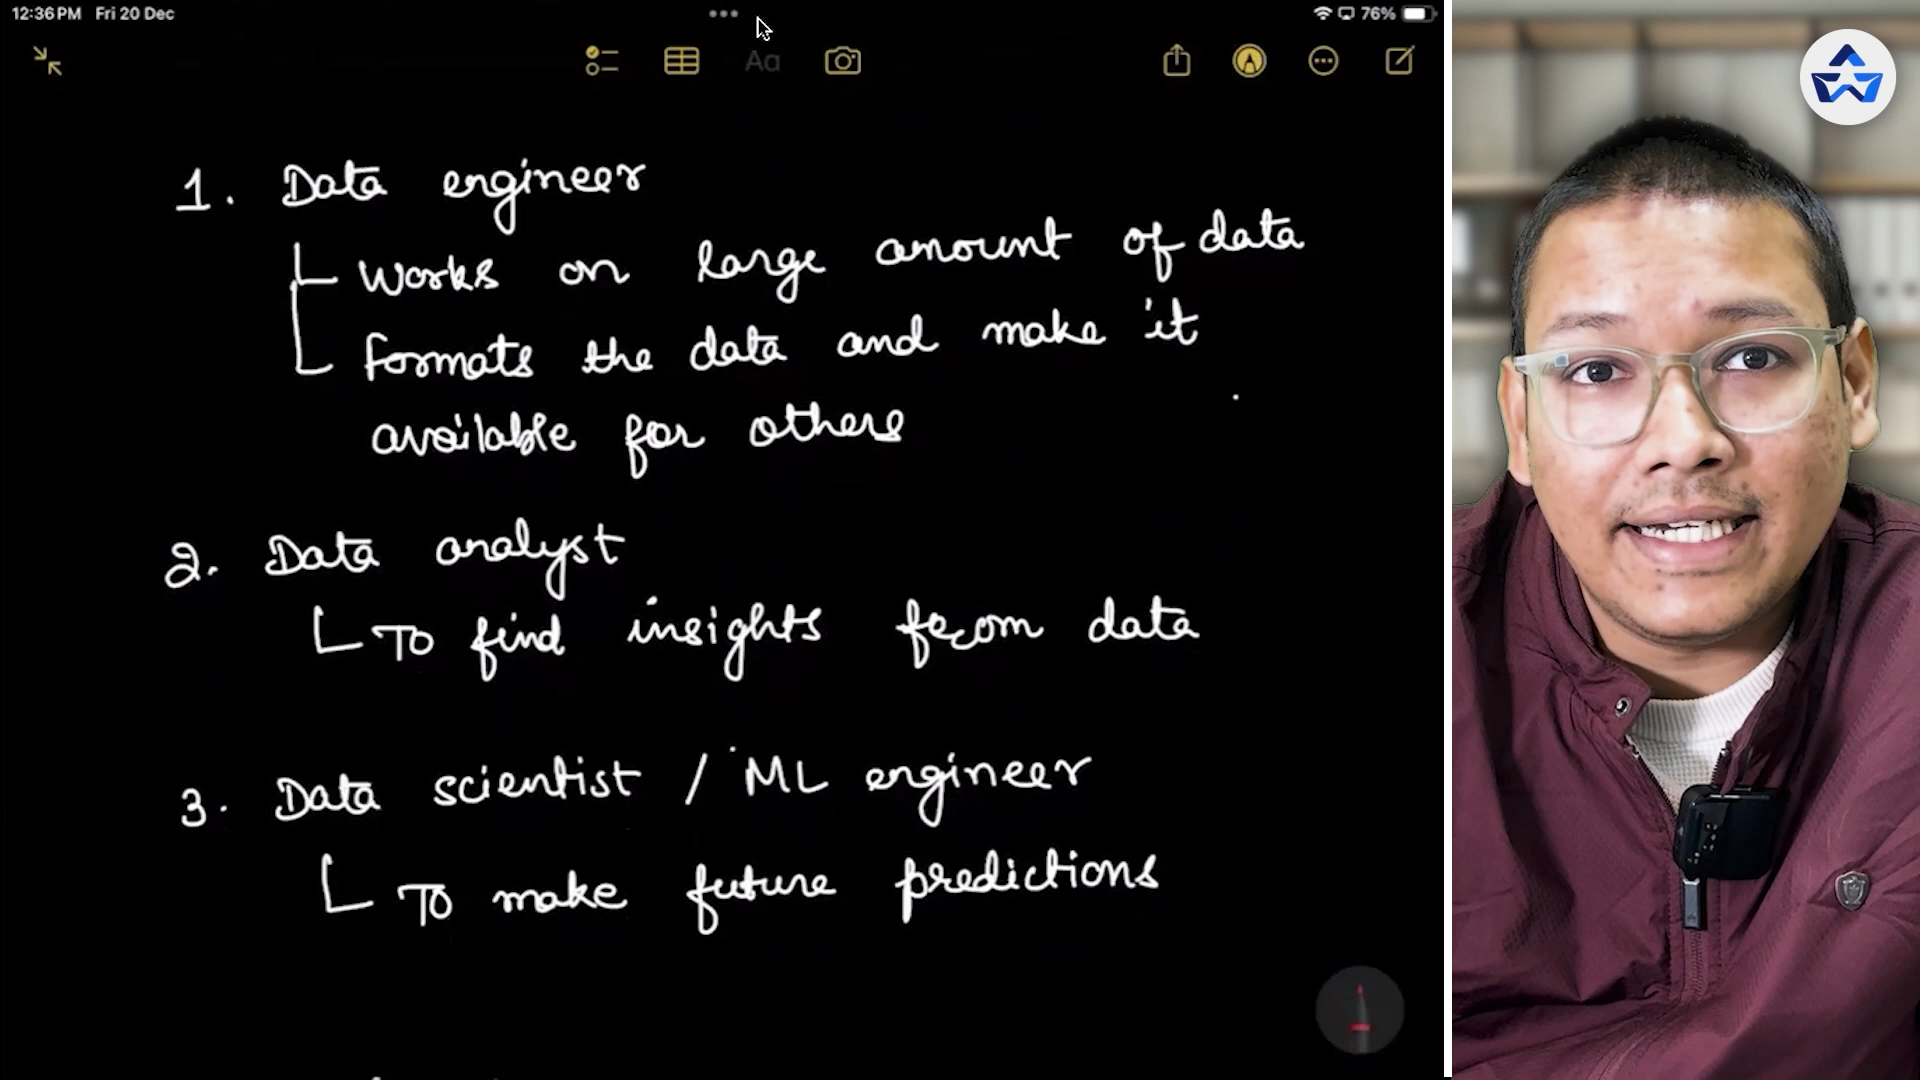 12:36 PM Fri 20 Dec
76%
Aa
1. Data engineer
Works on large amount of data
formats the data and make it
available for others
2. Data analyst
To find insights from data
3. Data scientist / ML engineer
To make future predictions